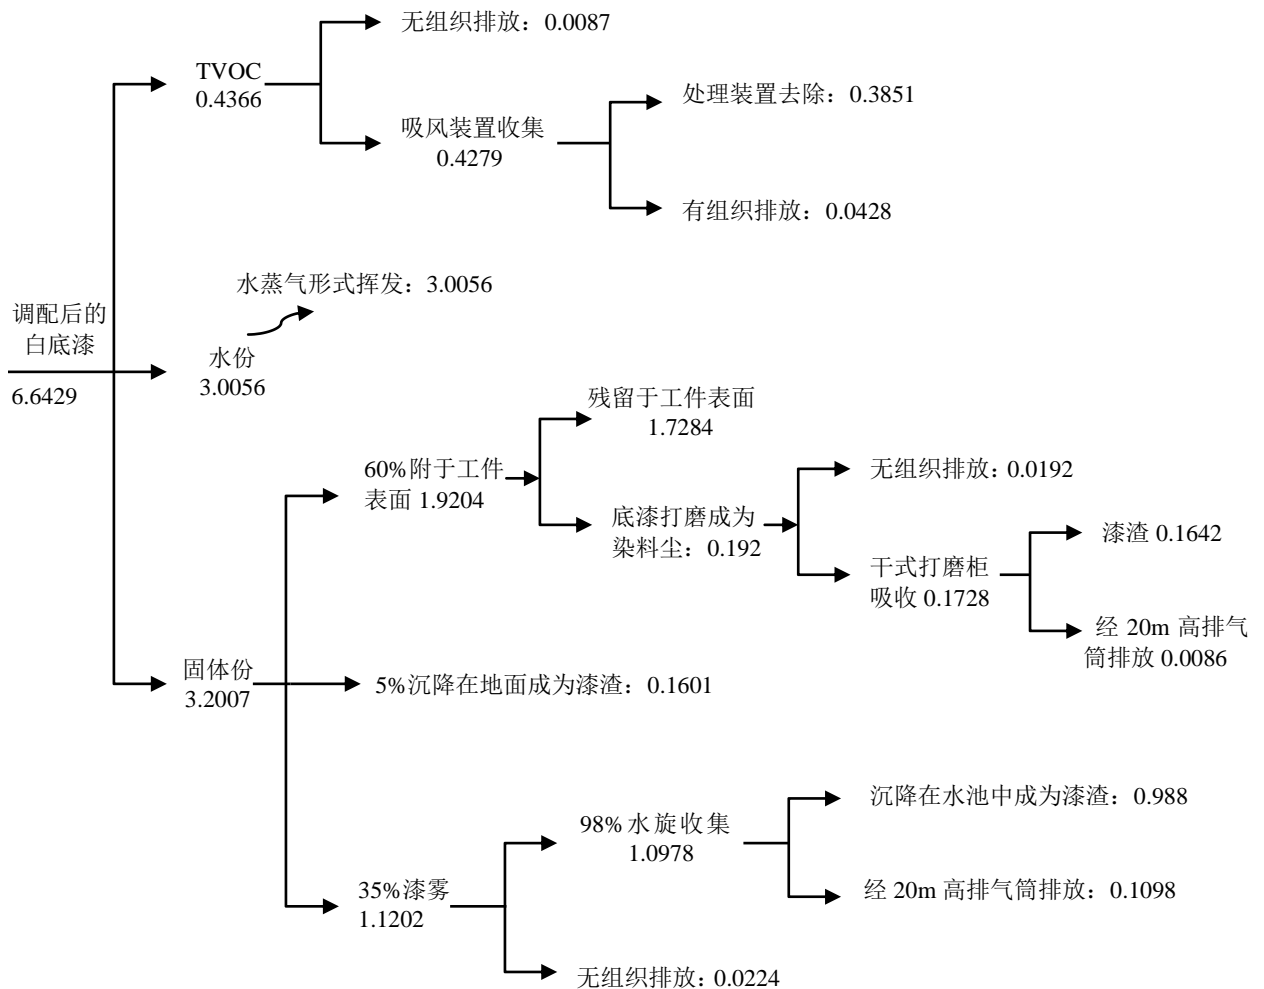 无组织排放：0.0087
TVOC
0.4366
处理装置去除：0.3851
吸风装置收集
0.4279
有组织排放：0.0428
水蒸气形式挥发：3.0056
调配后的
白底漆
6.6429
水份
3.0056
残留于工件表面
1.7284
60%附于工件
表面 1.9204
无组织排放：0.0192
底漆打磨成为
染料尘：0.192
漆渣 0.1642
干式打磨柜
吸收 0.1728
经 20m 高排气
筒排放 0.0086
固体份
3.2007
5%沉降在地面成为漆渣：0.1601
沉降在水池中成为漆渣：0.988
98%水旋收集
1.0978
经 20m 高排气筒排放：0.1098
35%漆雾
1.1202
无组织排放：0.0224